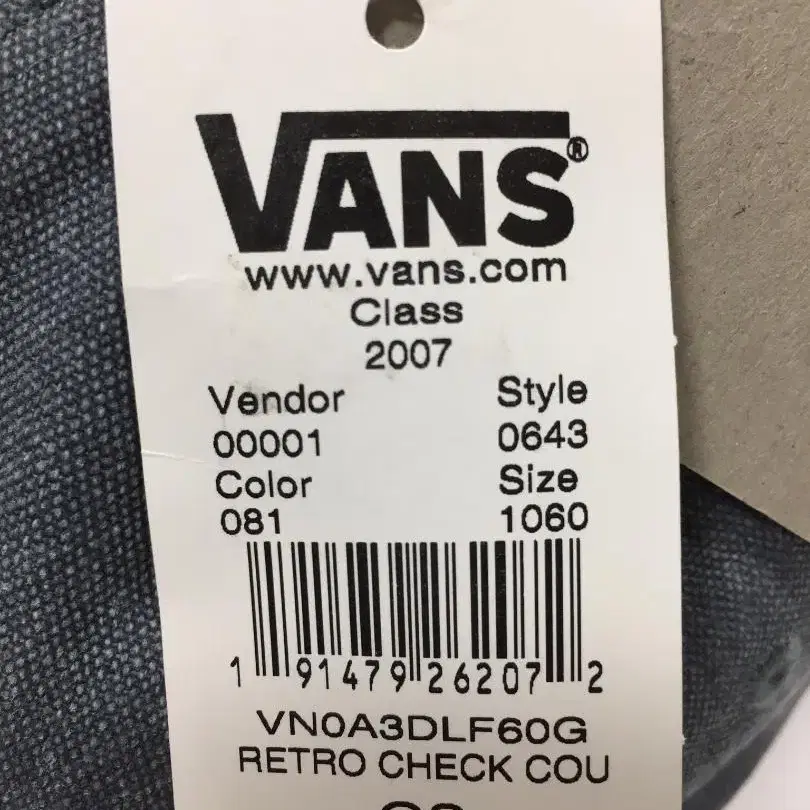 VANS®
www.vans.com
Class
2007
Vendor Style
00001 0643
Color Size
081 1060
1 91479 26207 2
VN0A3DLF60G
RETRO CHECK COU